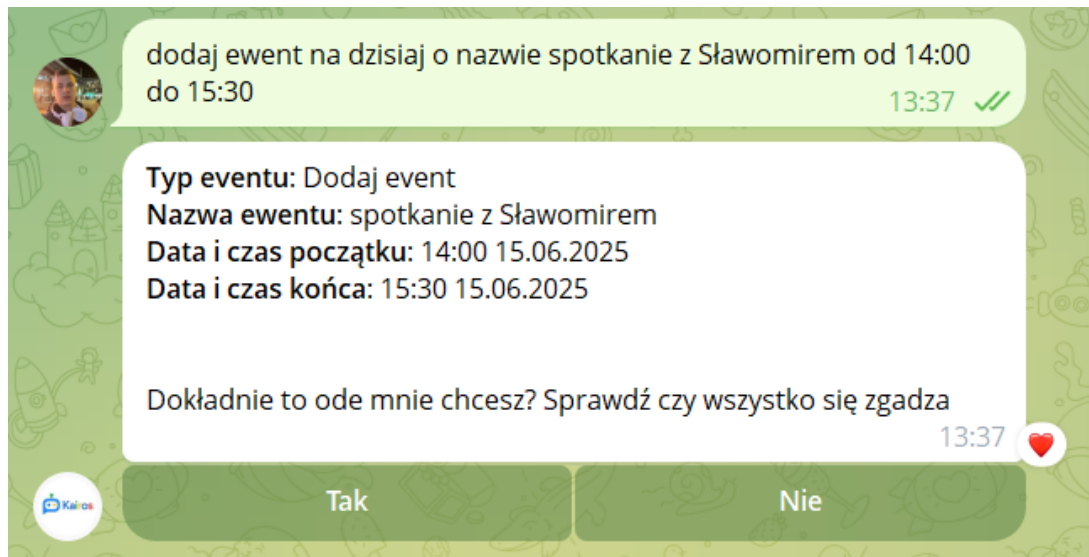 dodaj ewent na dzisiaj o nazwie spotkanie z Sławomirem od 14:00
do 15:30
13:37
Typ eventu: Dodaj event
Nazwa ewentu: spotkanie z Sławomirem
Data i czas początku: 14:00 15.06.2025
Data i czas końca: 15:30 15.06.2025
Dokładnie to ode mnie chcesz? Sprawdź czy wszystko się zgadza
13:37
Kairos
Tak
Nie